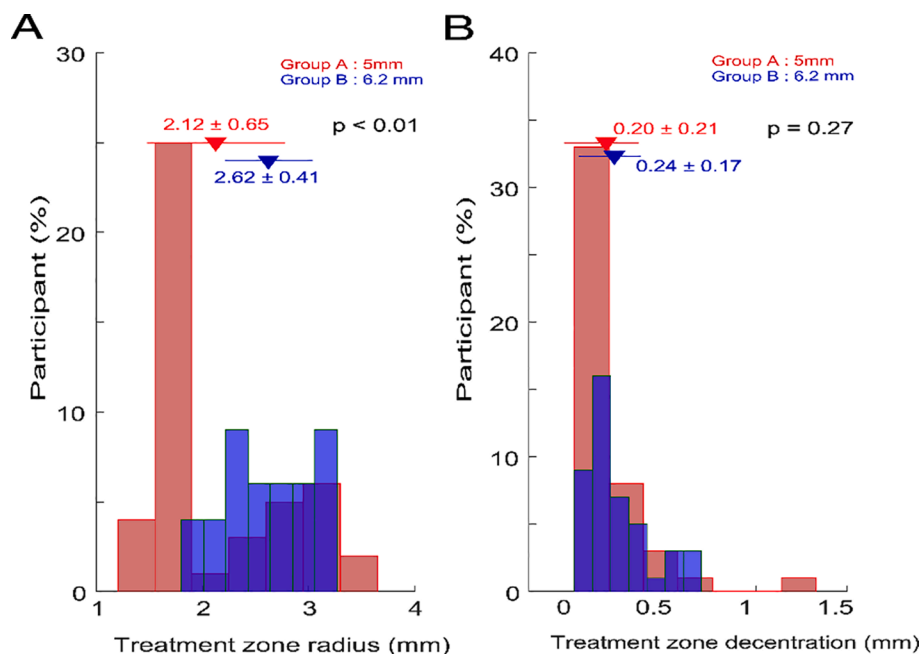 A
30
20
10
0
Participant (%)
Group A : 5mm
Group B : 6.2 mm
2.12 ± 0.65
p < 0.01
2.62 ± 0.41
1
2
3
4
Treatment zone radius (mm)
B
40
30
20
10
0
Participant (%)
Group A : 5mm
Group B : 6.2 mm
0.20 ± 0.21
p = 0.27
0.24 ± 0.17
0
0.5
1
1.5
Treatment zone decentration (mm)